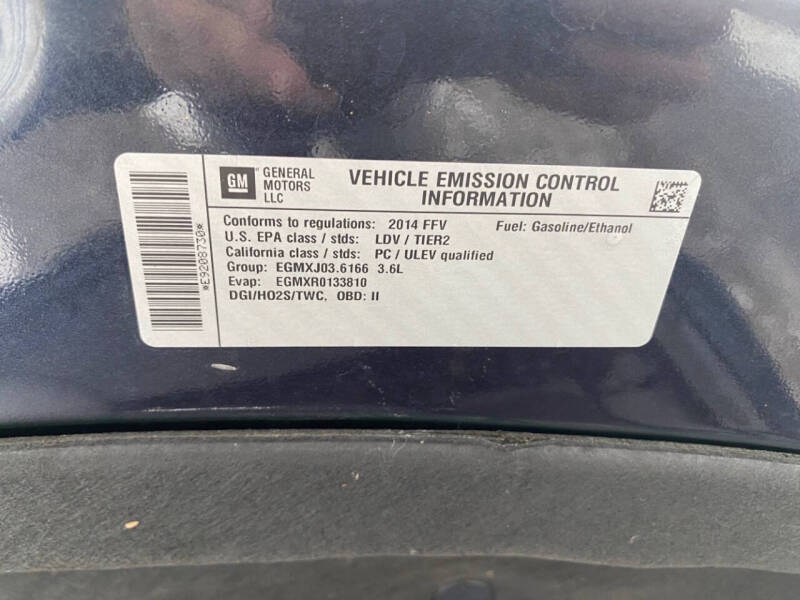 GM ® GENERAL MOTORS LLC
VEHICLE EMISSION CONTROL
INFORMATION
*E9208730*
Conforms to regulations: 2014 FFV Fuel: Gasoline/Ethanol
U.S. EPA class / stds: LDV / TIER2
California class / stds: PC / ULEV qualified
Group: EGMXJ03.6166 3.6L
Evap: EGMXR0133810
DGI/HO2S/TWC, OBD: II